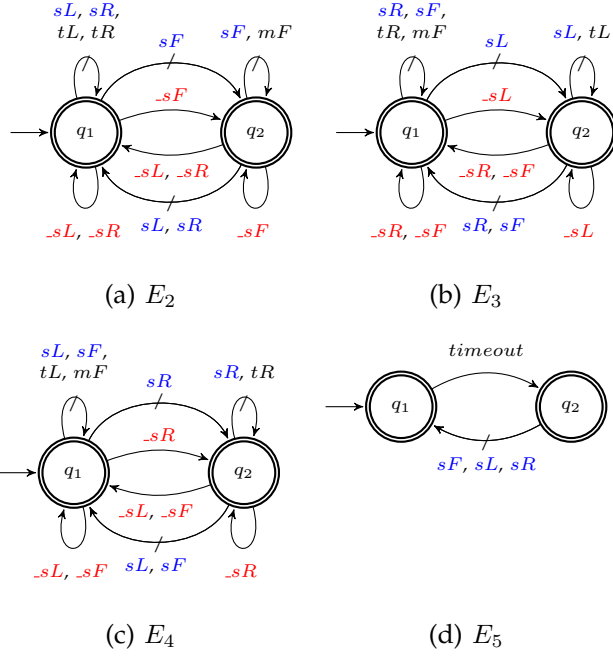 sL, sR,
tL, tR
sF
sF, mF
_sF
q1
q2
_sL, _sR
_sL, _sR
sL, sR
_sF
(a) E2
sR, sF,
tR, mF
sL
sL, tL
_sL
q1
q2
_sR, _sF
_sR, _sF
sR, sF
_sL
(b) E3
sL, sF,
tL, mF
sR
sR, tR
_sR
q1
q2
_sL, _sF
_sL, _sF
sL, sF
_sR
(c) E4
timeout
q1
q2
sF, sL, sR
(d) E5